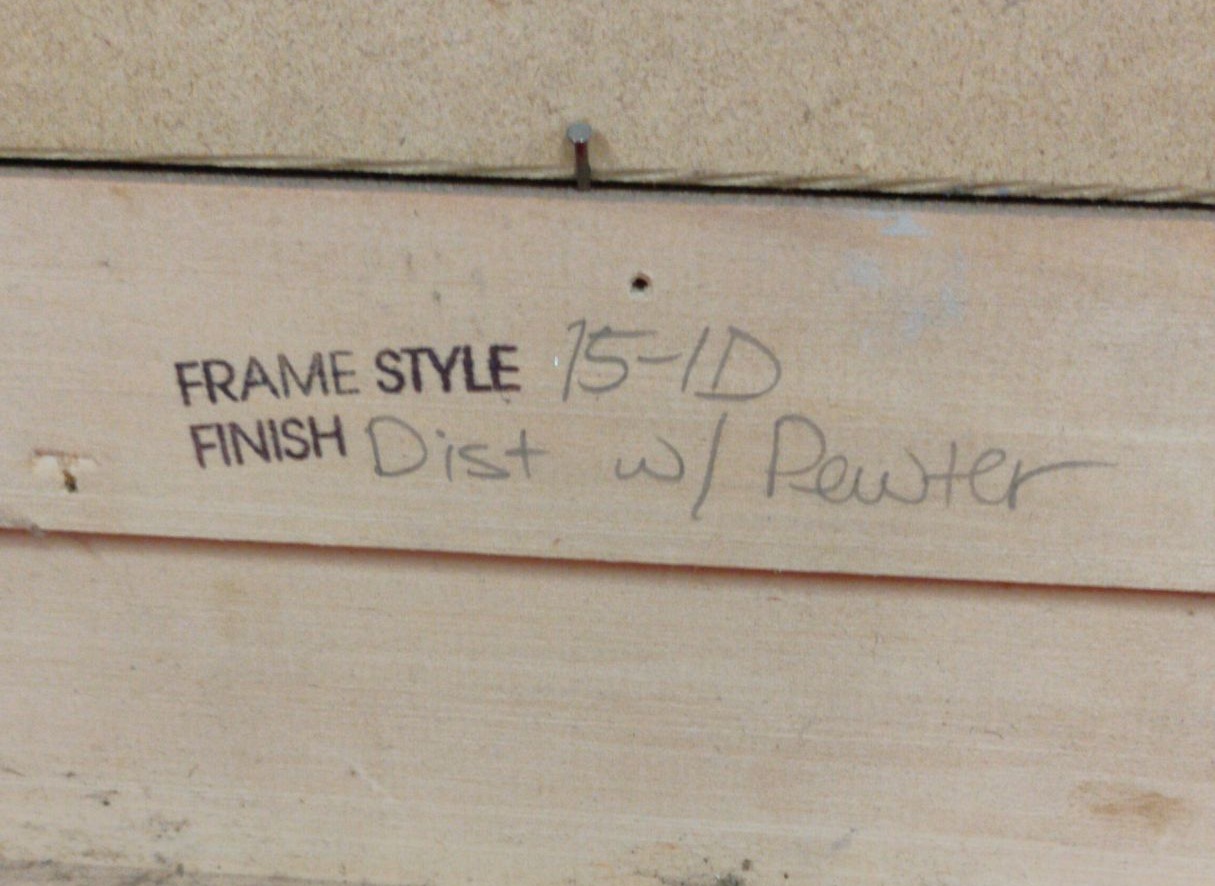 FRAME STYLE 15-1D
FINISH Dist w/ Pewter